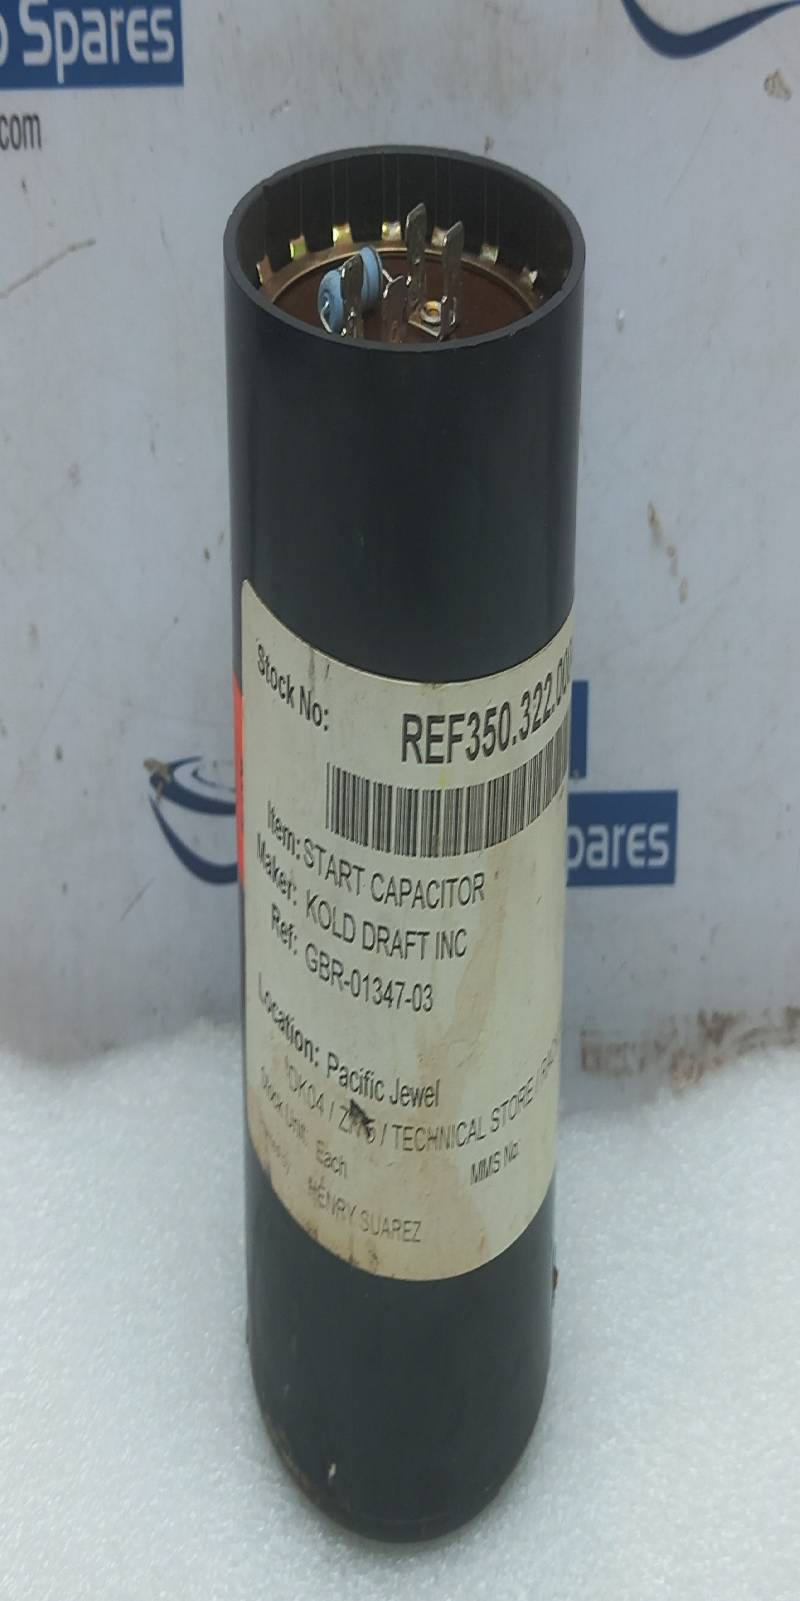 Spares
com
Stock No:
REF350.322.00
Item: START CAPACITOR
Maker: KOLD DRAFT INC
Ref: GBR-01347-03
Location: Pacific Jewel
DK04 / / TECHNICAL STORE /
Stock Unit: Each
MMS No:
HENRY SUAREZ
pares